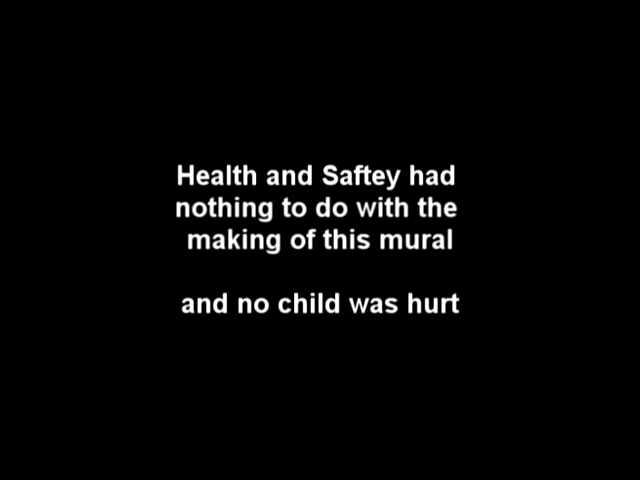 Health and Saftey had
nothing to do with the
making of this mural
and no child was hurt